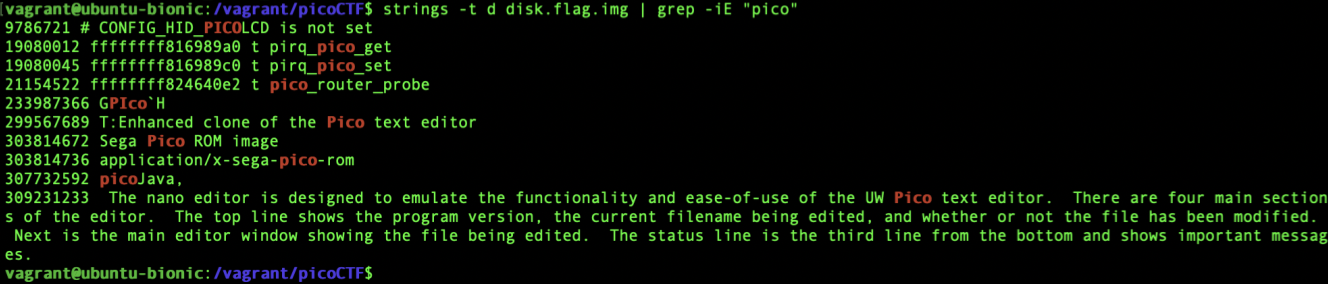 vagrant@ubuntu-bionic:/vagrant/picoCTF$ strings -t d disk.flag.img | grep -iE "pico"
9786721 # CONFIG_HID_PICOLCD is not set
19080012 ffffffff816989a0 t pirq_pico_get
19080045 ffffffff816989c0 t pirq_pico_set
21154522 ffffffff824640e2 t pico_router_probe
233987366 GPIco`H
299567689 T:Enhanced clone of the Pico text editor
303814672 Sega Pico ROM image
303814736 application/x-sega-pico-rom
307732592 picoJava,
309231233  The nano editor is designed to emulate the functionality and ease-of-use of the UW Pico text editor.  There are four main section
s of the editor.  The top line shows the program version, the current filename being edited, and whether or not the file has been modified.
 Next is the main editor window showing the file being edited.  The status line is the third line from the bottom and shows important messag
es.
vagrant@ubuntu-bionic:/vagrant/picoCTF$